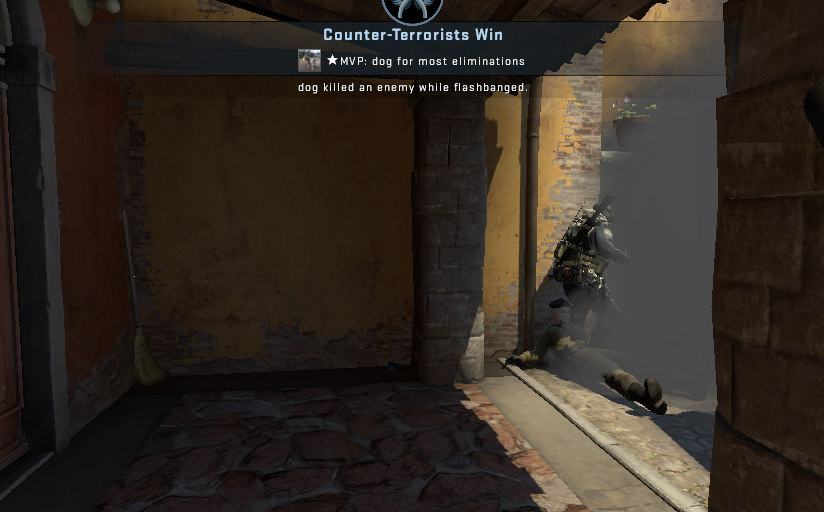 Counter-Terrorists Win
★MVP: dog for most eliminations
dog killed an enemy while flashbanged.